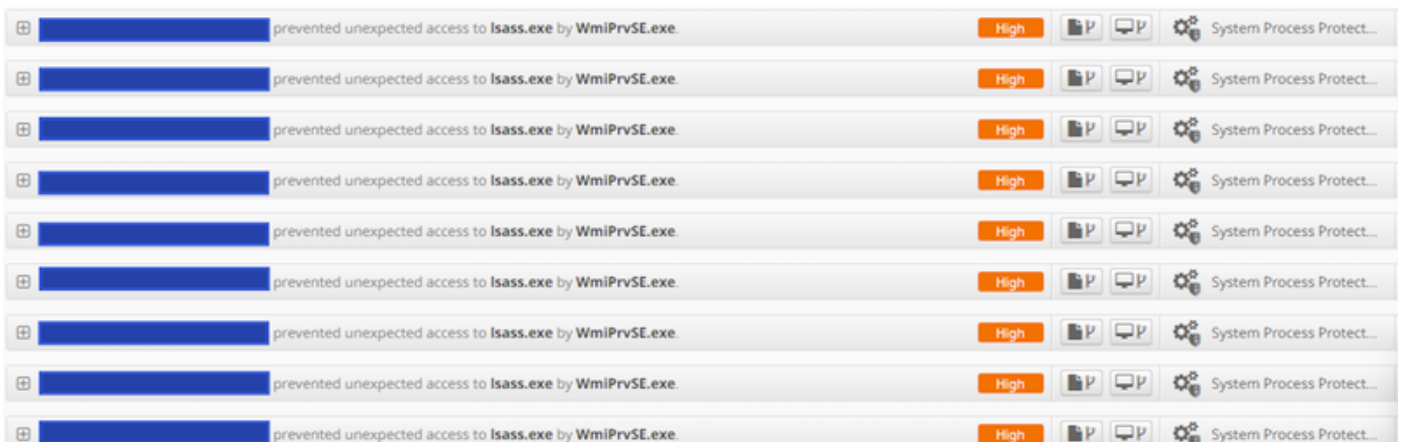 prevented unexpected access to lsass.exe by WmiPrvSE.exe. High System Process Protect...
prevented unexpected access to lsass.exe by WmiPrvSE.exe. High System Process Protect...
prevented unexpected access to lsass.exe by WmiPrvSE.exe. High System Process Protect...
prevented unexpected access to lsass.exe by WmiPrvSE.exe. High System Process Protect...
prevented unexpected access to lsass.exe by WmiPrvSE.exe. High System Process Protect...
prevented unexpected access to lsass.exe by WmiPrvSE.exe. High System Process Protect...
prevented unexpected access to lsass.exe by WmiPrvSE.exe. High System Process Protect...
prevented unexpected access to lsass.exe by WmiPrvSE.exe. High System Process Protect...
prevented unexpected access to lsass.exe by WmiPrvSE.exe. High System Process Protect...